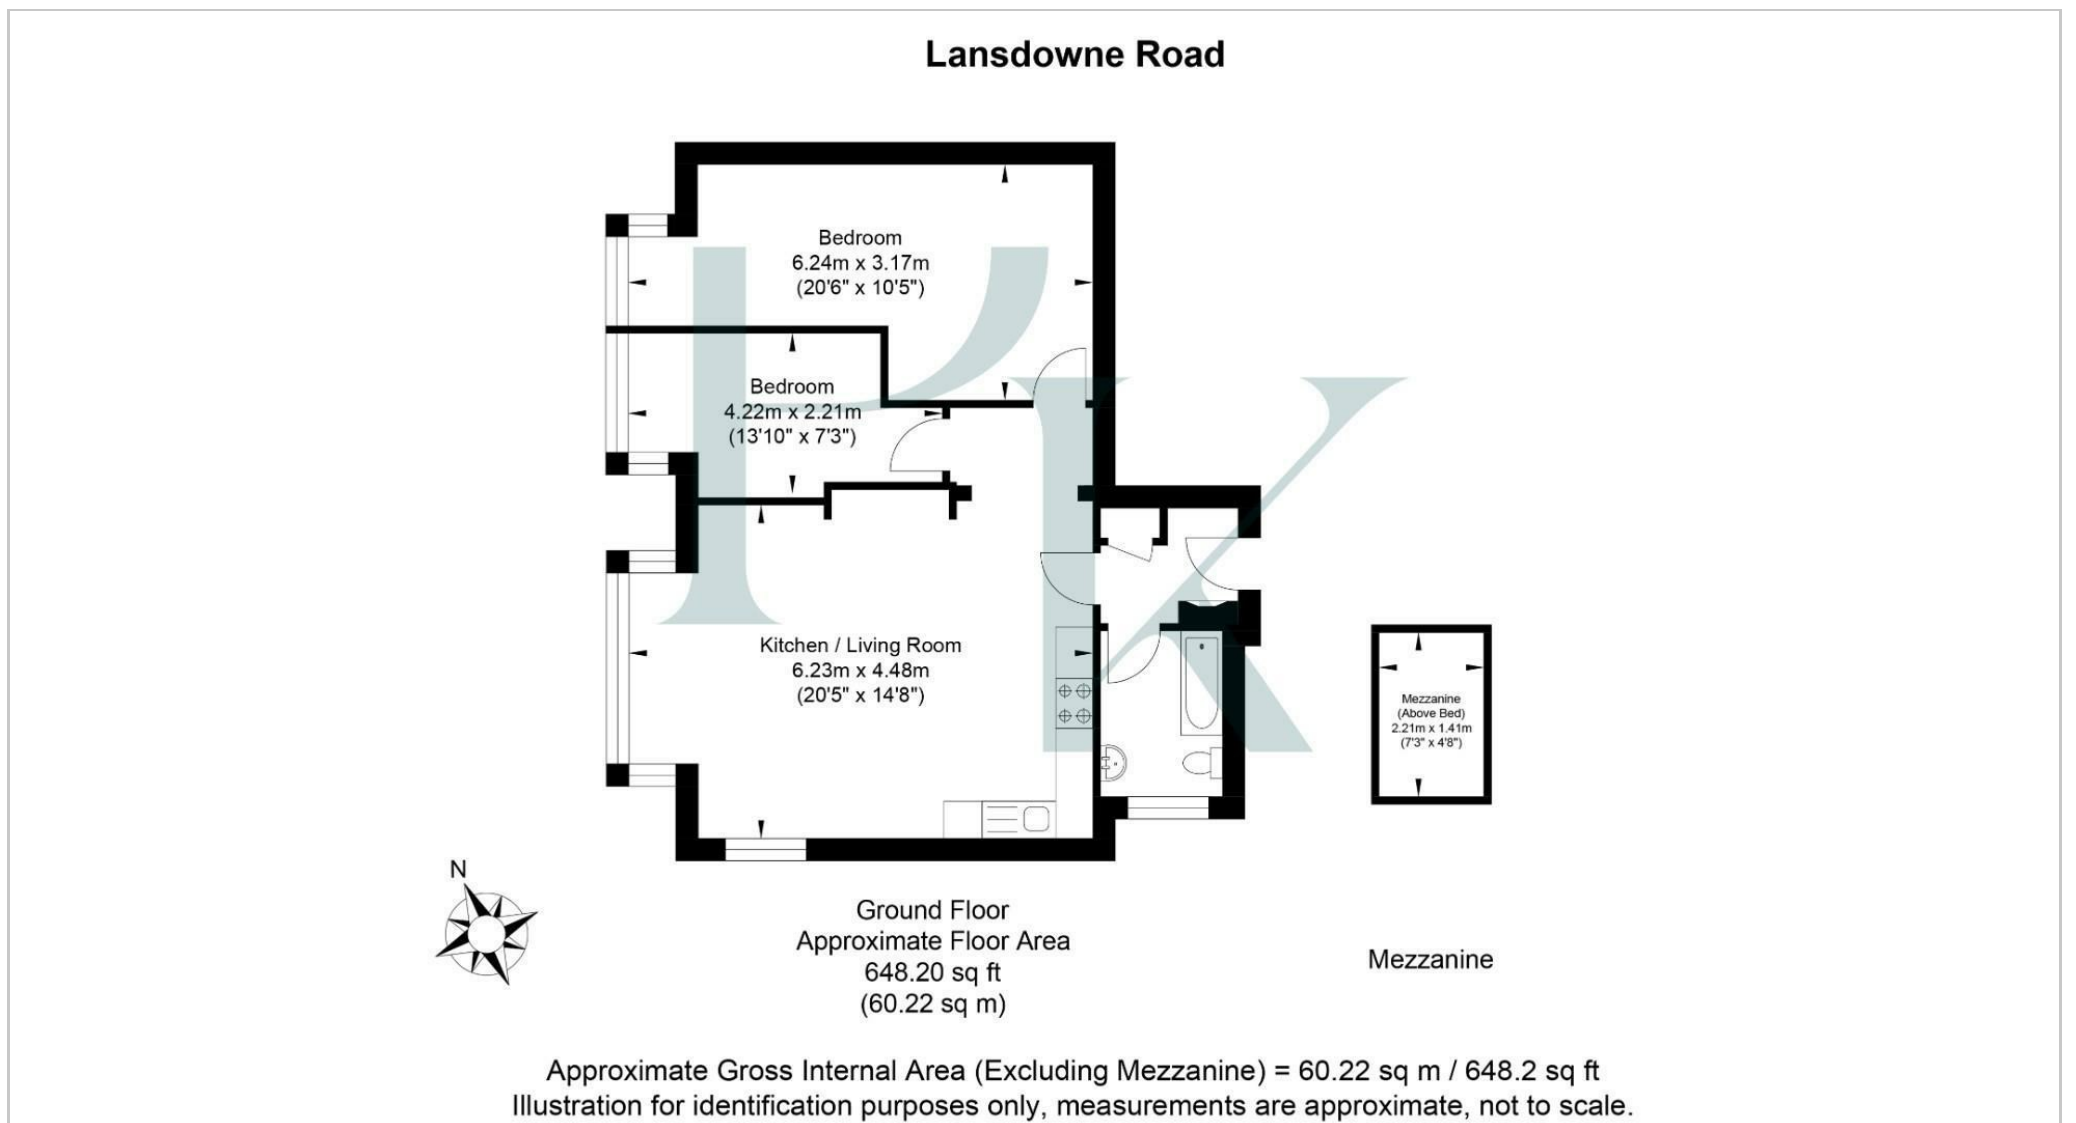 Lansdowne Road
Bedroom
6.24m x 3.17m
(20'6" x 10'5")
Bedroom
4.22m x 2.21m
(13'10" x 7'3")
Kitchen / Living Room
6.23m x 4.48m
(20'5" x 14'8")
Mezzanine
(Above Bed)
2.21m x 1.41m
(7'3" x 4'8")
N
Ground Floor
Approximate Floor Area
648.20 sq ft
(60.22 sq m)
Mezzanine
Approximate Gross Internal Area (Excluding Mezzanine) = 60.22 sq m / 648.2 sq ft
Illustration for identification purposes only, measurements are approximate, not to scale.